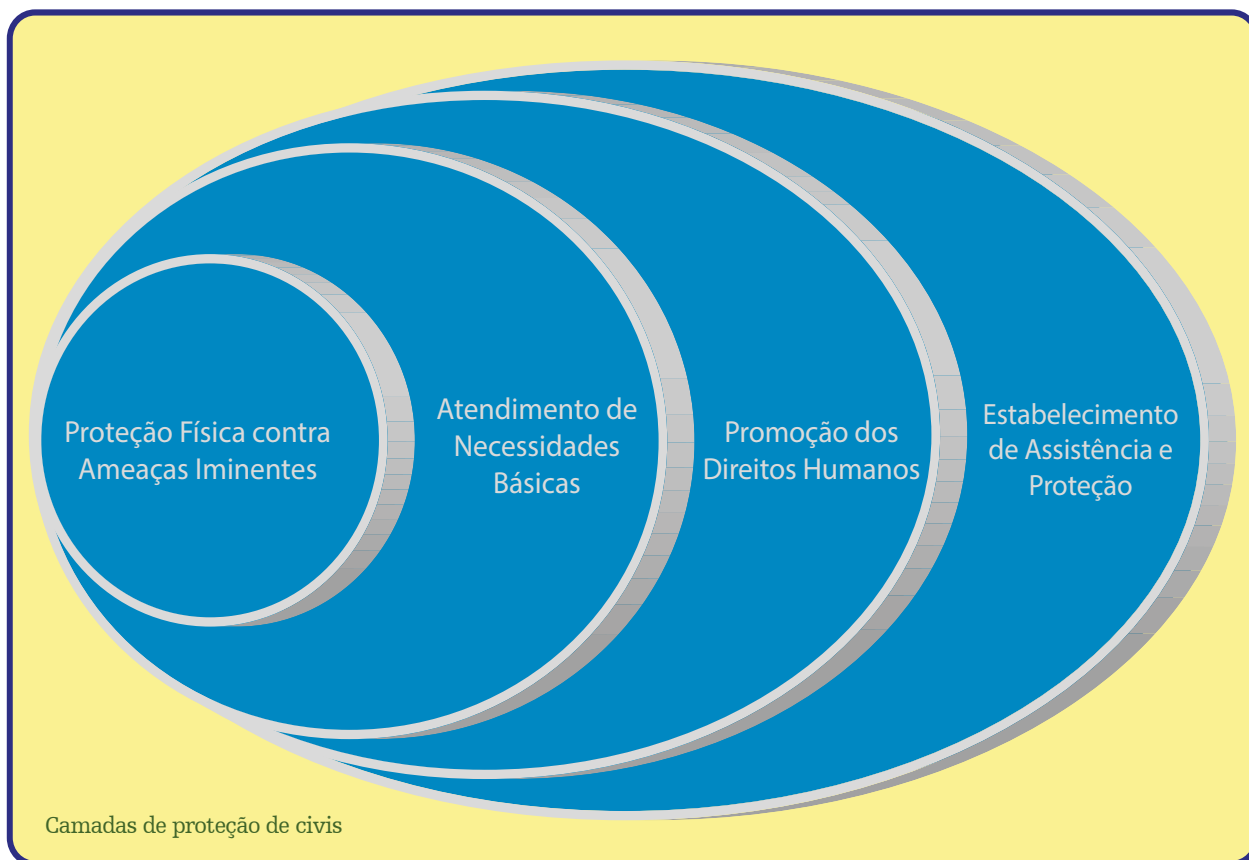 Proteção Física contra
Ameaças Iminentes
Atendimento de
Necessidades
Básicas
Promoção dos
Direitos Humanos
Estabelecimento
de Assistência e
Proteção
Camadas de proteção de civis